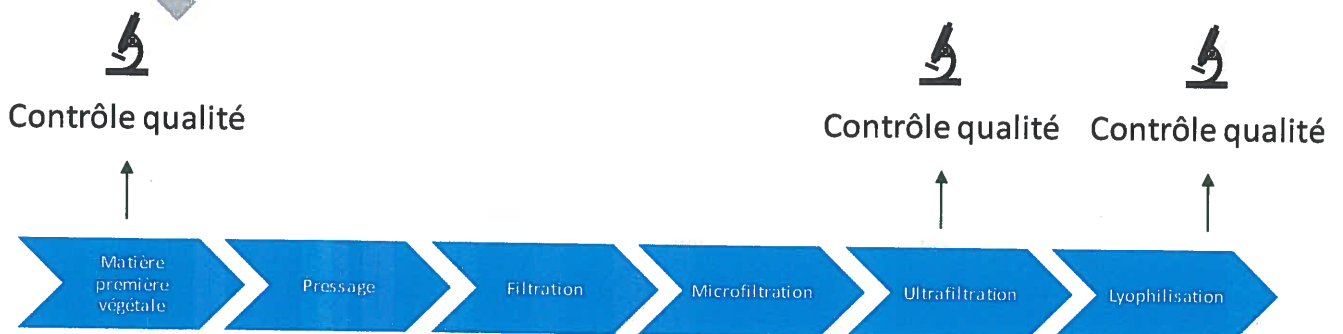 Contrôle qualité
Contrôle qualité
Contrôle qualité
Matière
première
végétale
Pressage
Filtration
Microfiltration
Ultrafiltration
Lyophilisation